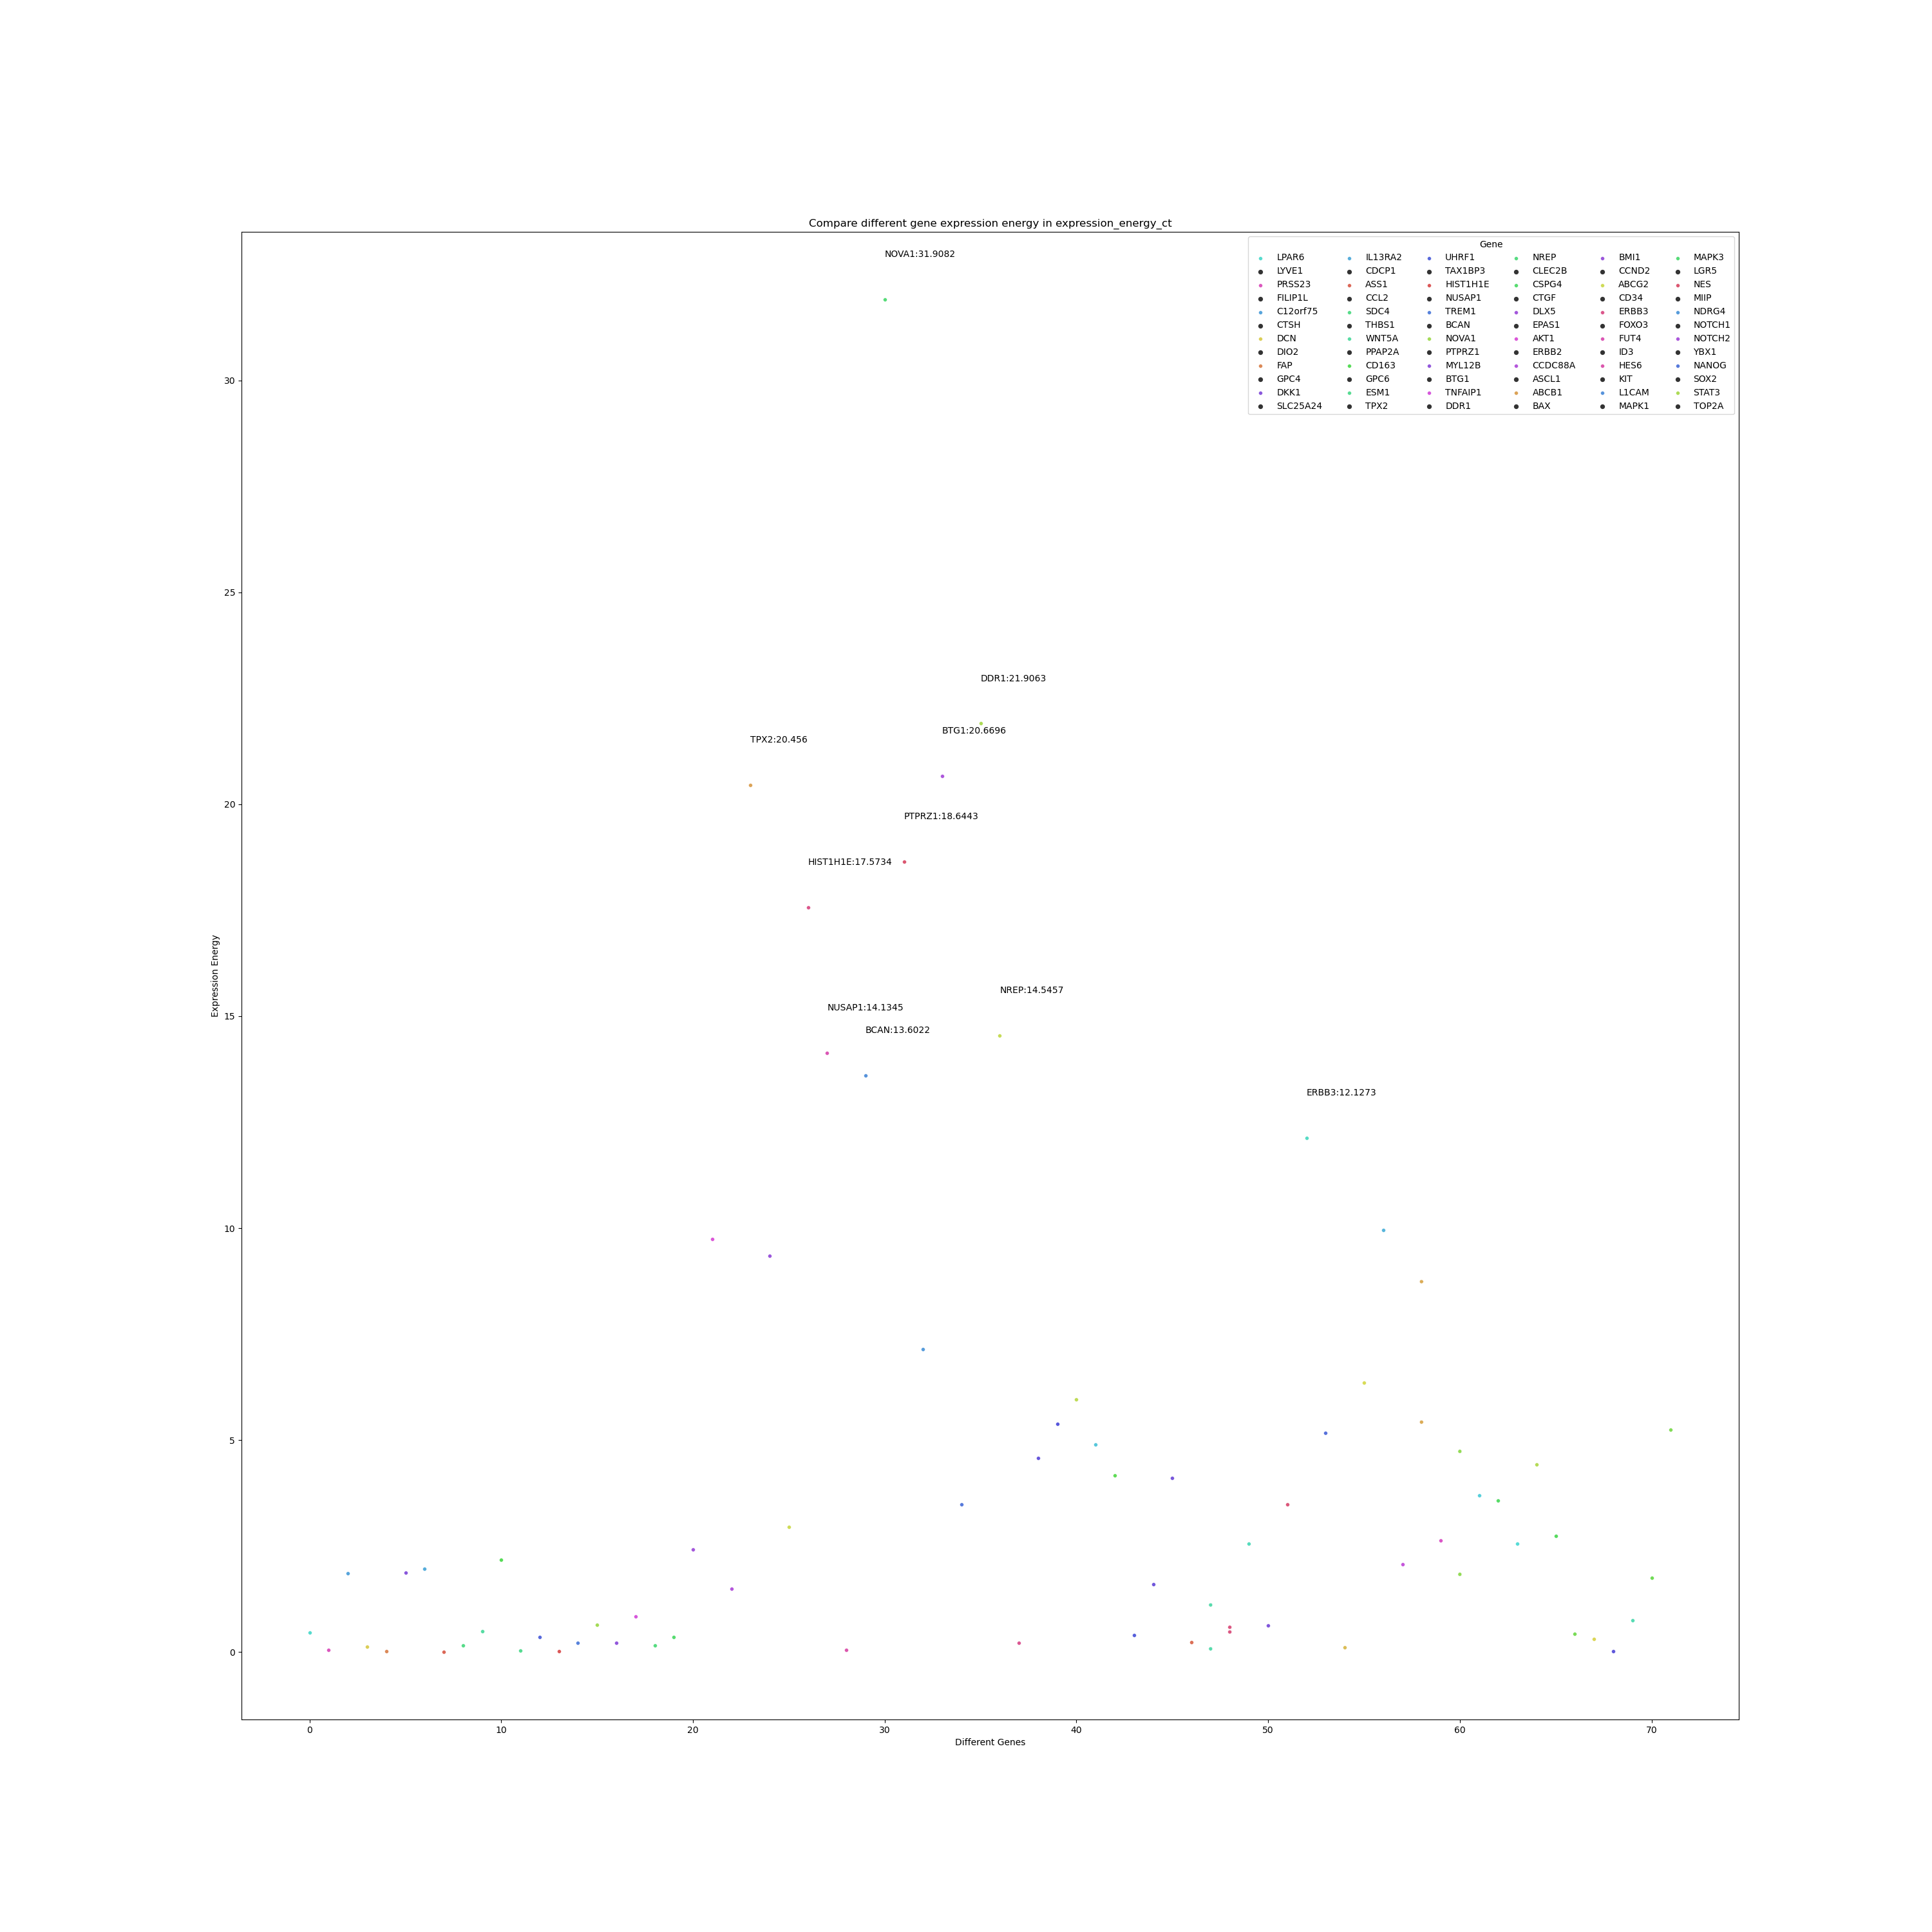 Compare different gene expression energy in expression_energy_ct
Gene
LPAR6 IL13RA2 UHRF1 NREP BMI1 MAPK3
LYVE1 CDCP1 TAX1BP3 CLEC2B CCND2 LGR5
PRSS23 ASS1 HIST1H1E CSPG4 ABCG2 NES
FILIP1L CCL2 NUSAP1 CTGF CD34 MIIP
C12orf75 SDC4 TREM1 DLX5 ERBB3 NDRG4
CTSH THBS1 BCAN EPAS1 FOXO3 NOTCH1
DCN WNT5A NOVA1 AKT1 FUT4 NOTCH2
DIO2 PPAP2A PTPRZ1 ERBB2 ID3 YBX1
FAP CD163 MYL12B CCDC88A HES6 NANOG
GPC4 GPC6 BTG1 ASCL1 KIT SOX2
DKK1 ESM1 TNFAIP1 ABCB1 L1CAM STAT3
SLC25A24 TPX2 DDR1 BAX MAPK1 TOP2A
NOVA1:31.9082
DDR1:21.9063
BTG1:20.6696
TPX2:20.456
PTPRZ1:18.6443
HIST1H1E:17.5734
NREP:14.5457
NUSAP1:14.1345
BCAN:13.6022
ERBB3:12.1273
Expression Energy
30
25
20
15
10
5
0
0 10 20 30 40 50 60 70
Different Genes